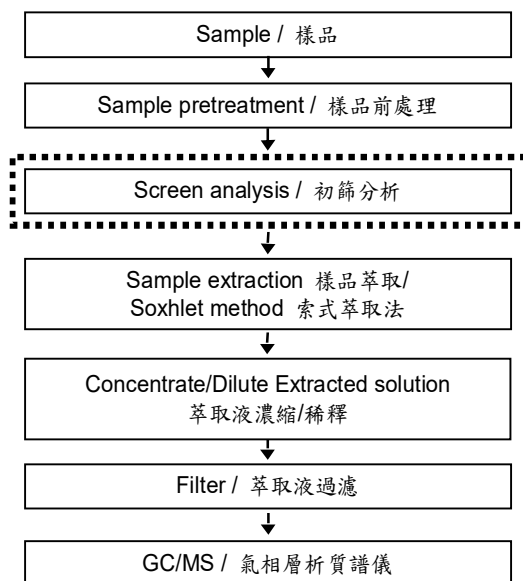 Sample / 樣品
Sample pretreatment / 樣品前處理
Screen analysis / 初篩分析
Sample extraction 樣品萃取/
Soxhlet method 索式萃取法
Concentrate/Dilute Extracted solution
萃取液濃縮/稀釋
Filter / 萃取液過濾
GC/MS / 氣相層析質譜儀